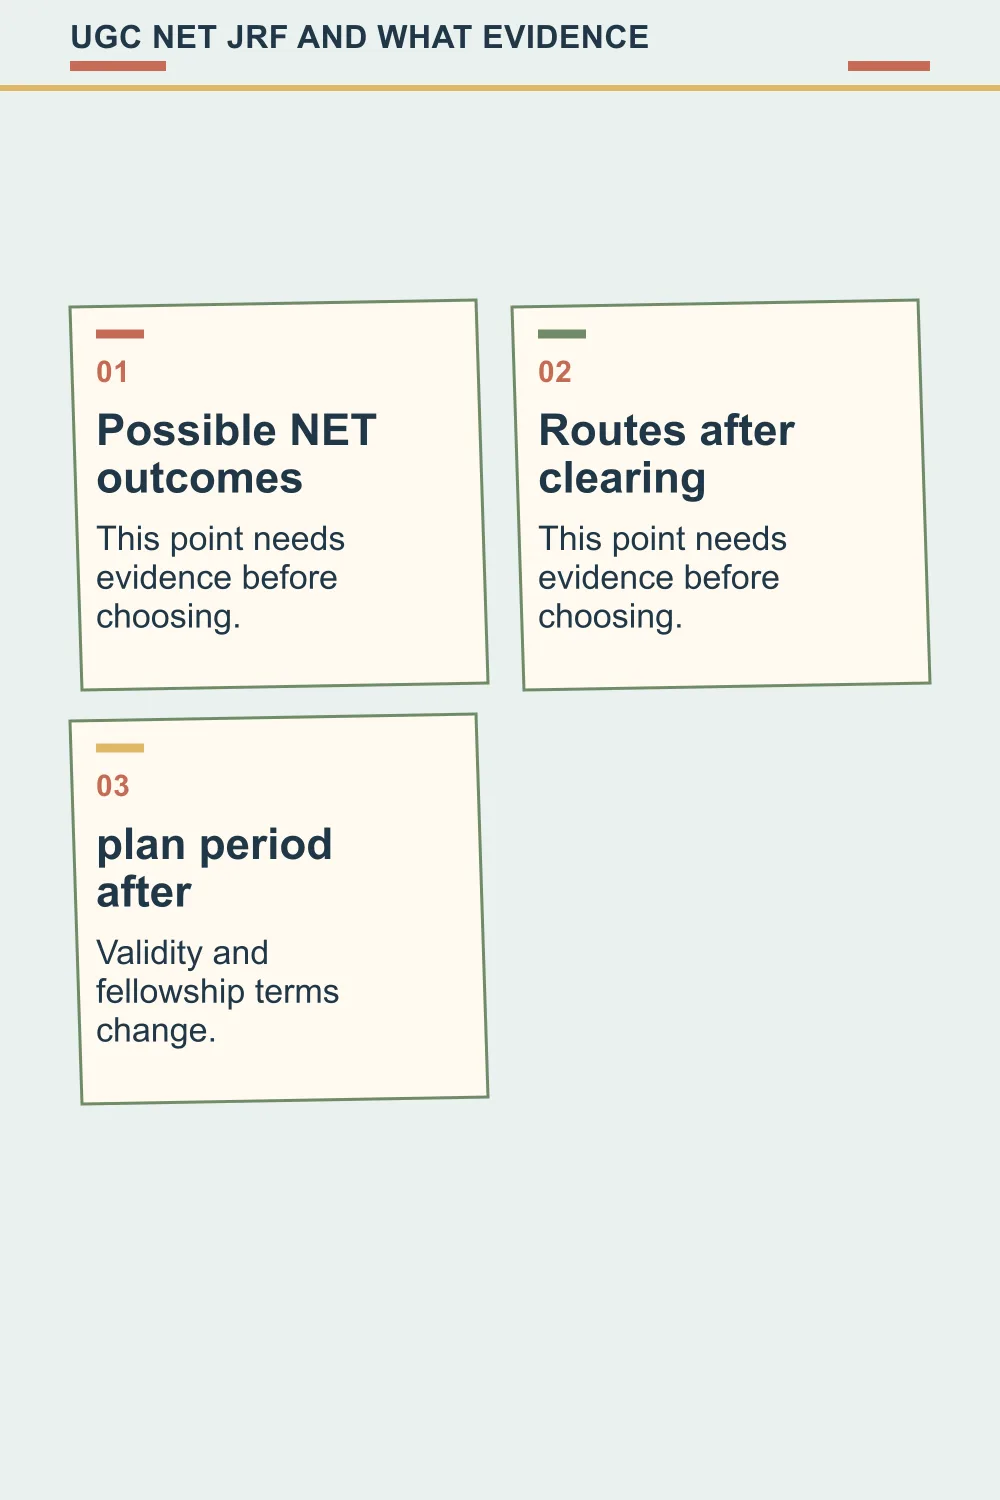 UGC NET JRF AND WHAT EVIDENCE
01
Possible NET
outcomes
This point needs
evidence before
choosing.
02
Routes after
clearing
This point needs
evidence before
choosing.
03
plan period
after
Validity and
fellowship terms
change.